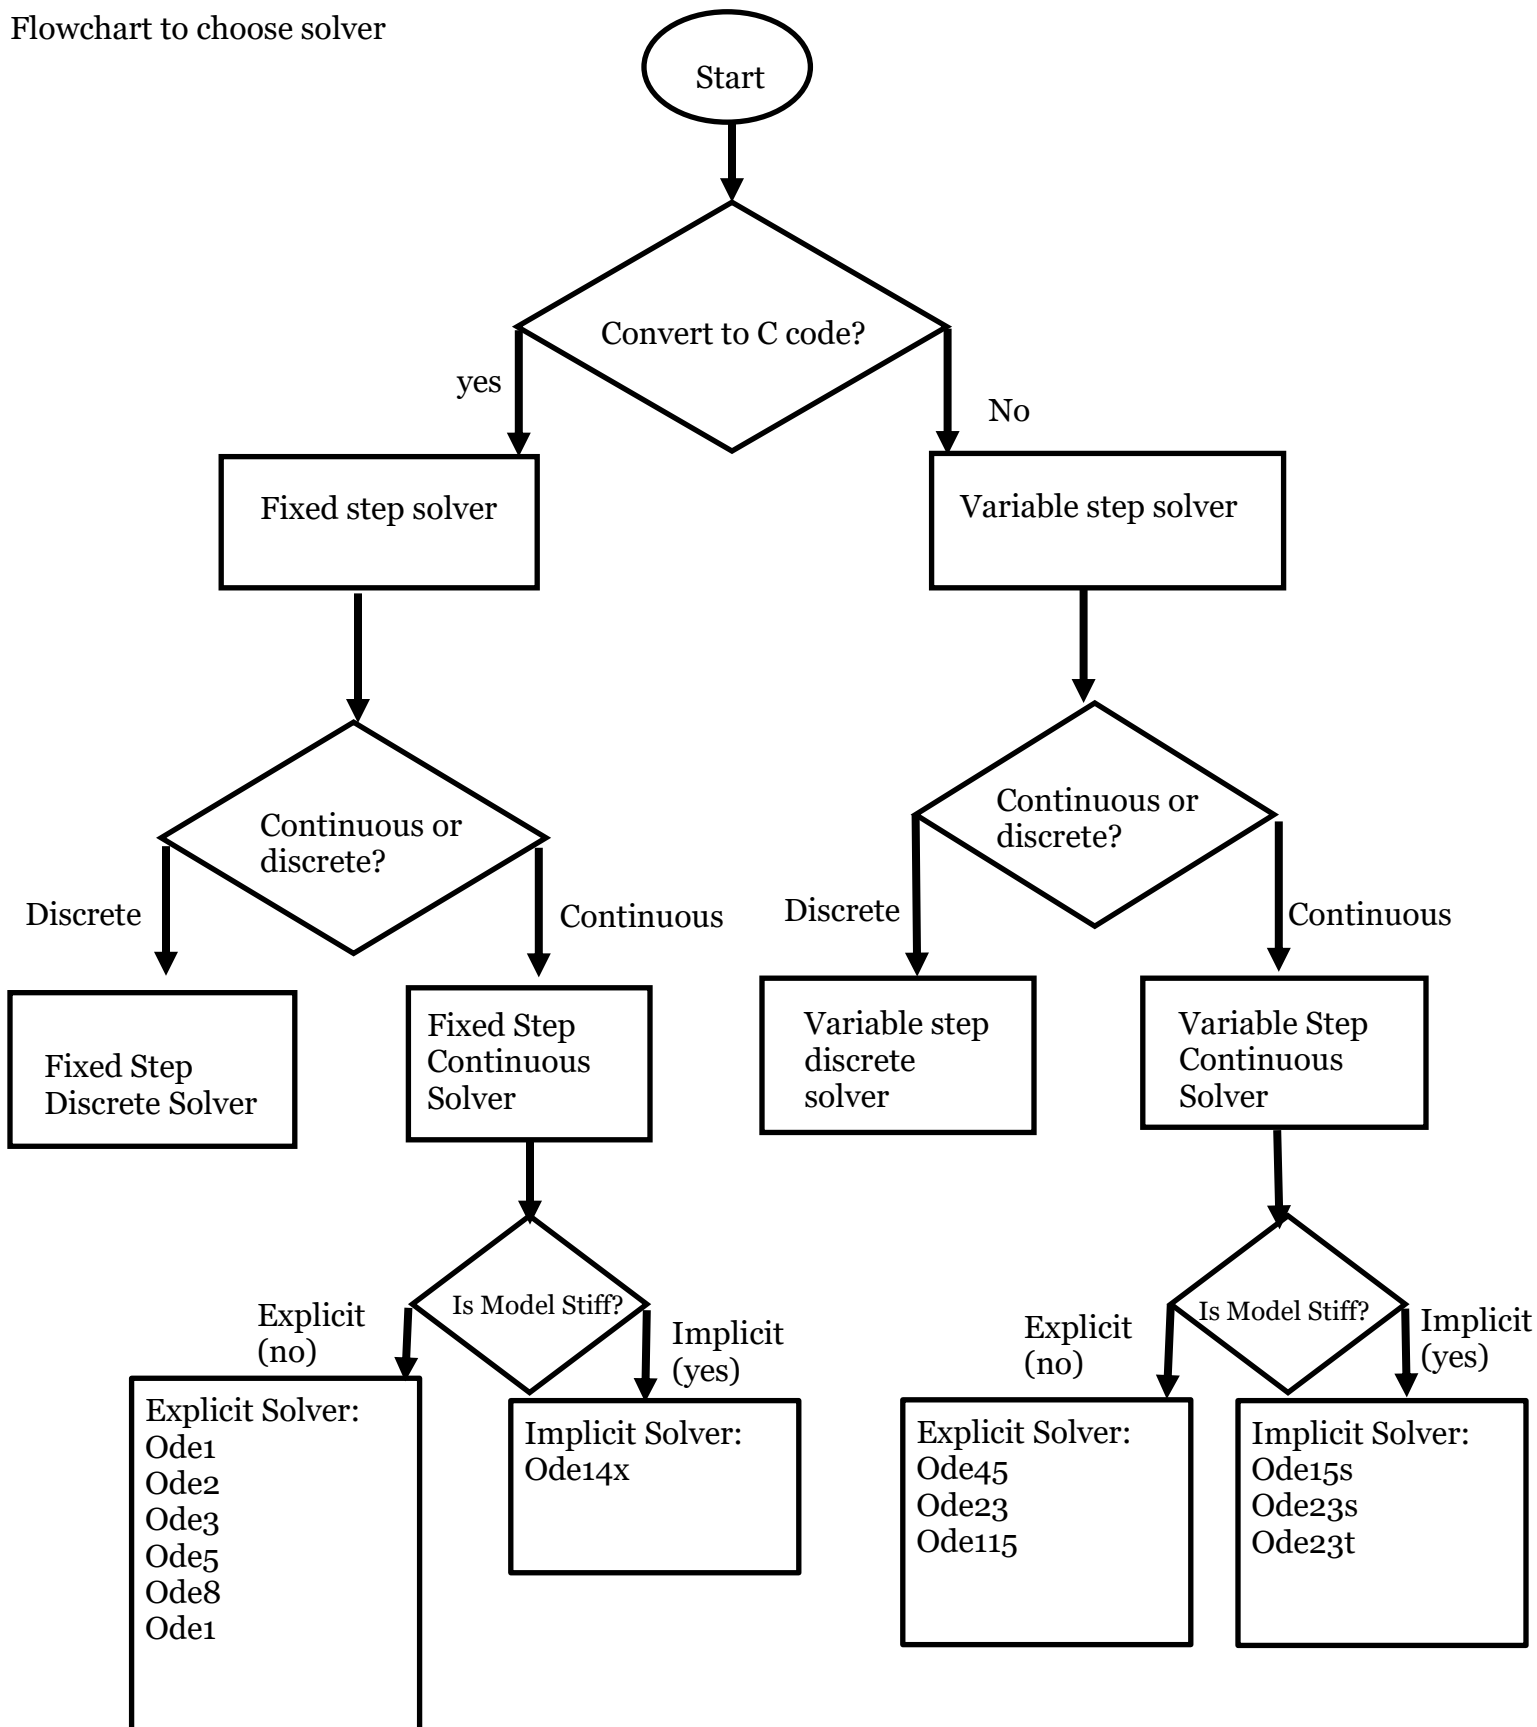 Flowchart to choose solver
Start
Convert to C code?
yes
No
Fixed step solver
Variable step solver
Continuous or
discrete?
Continuous or
discrete?
Discrete
Continuous
Discrete
Continuous
Fixed Step
Discrete Solver
Fixed Step
Continuous
Solver
Variable step
discrete
solver
Variable Step
Continuous
Solver
Is Model Stiff?
Is Model Stiff?
Explicit
(no)
Implicit
(yes)
Explicit
(no)
Implicit
(yes)
Explicit Solver:
Ode1
Ode2
Ode3
Ode5
Ode8
Ode1
Implicit Solver:
Ode14x
Explicit Solver:
Ode45
Ode23
Ode115
Implicit Solver:
Ode15s
Ode23s
Ode23t